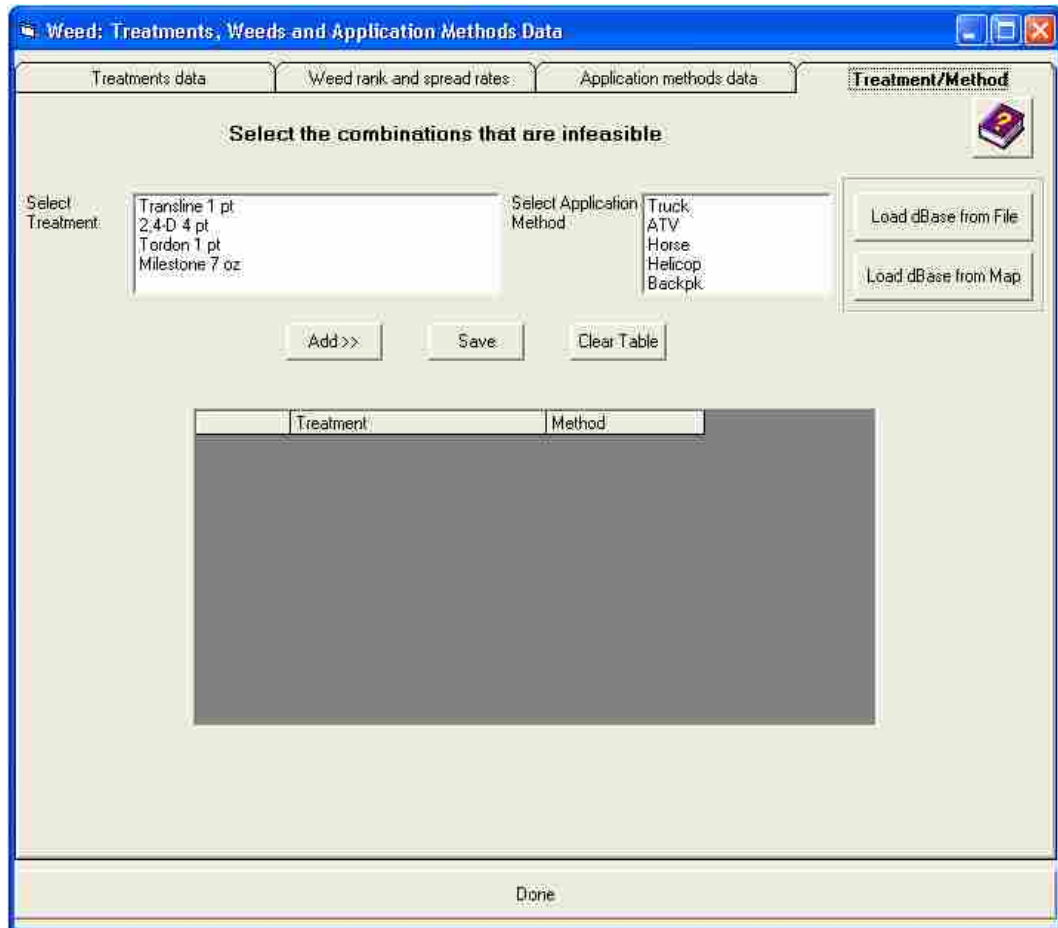 Weed: Treatments, Weeds and Application Methods Data
Treatments data
Weed rank and spread rates
Application methods data
Treatment/Method
Select the combinations that are infeasible
?
Select
Treatment
Transline 1 pt
2,4-D 4 pt
Tordon 1 pt
Milestone 7 oz
Select Application
Method
Truck
ATV
Horse
Helicop
Backpk
Load dBase from File
Load dBase from Map
Add >>
Save
Clear Table
Treatment
Method
Done